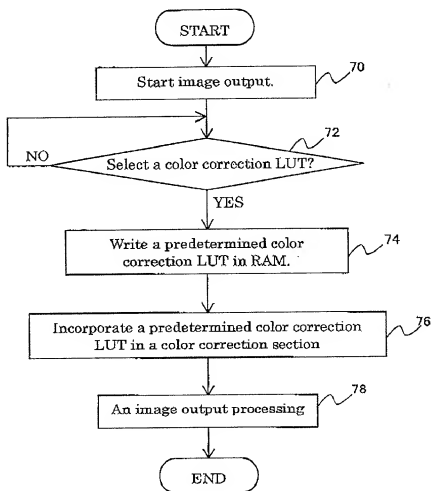 START
Start image output.
70
72
Select a color correction LUT?
NO
YES
Write a predetermined color
correction LUT in RAM.
74
Incorporate a predetermined color correction
LUT in a color correction section
76
An image output processing
78
END